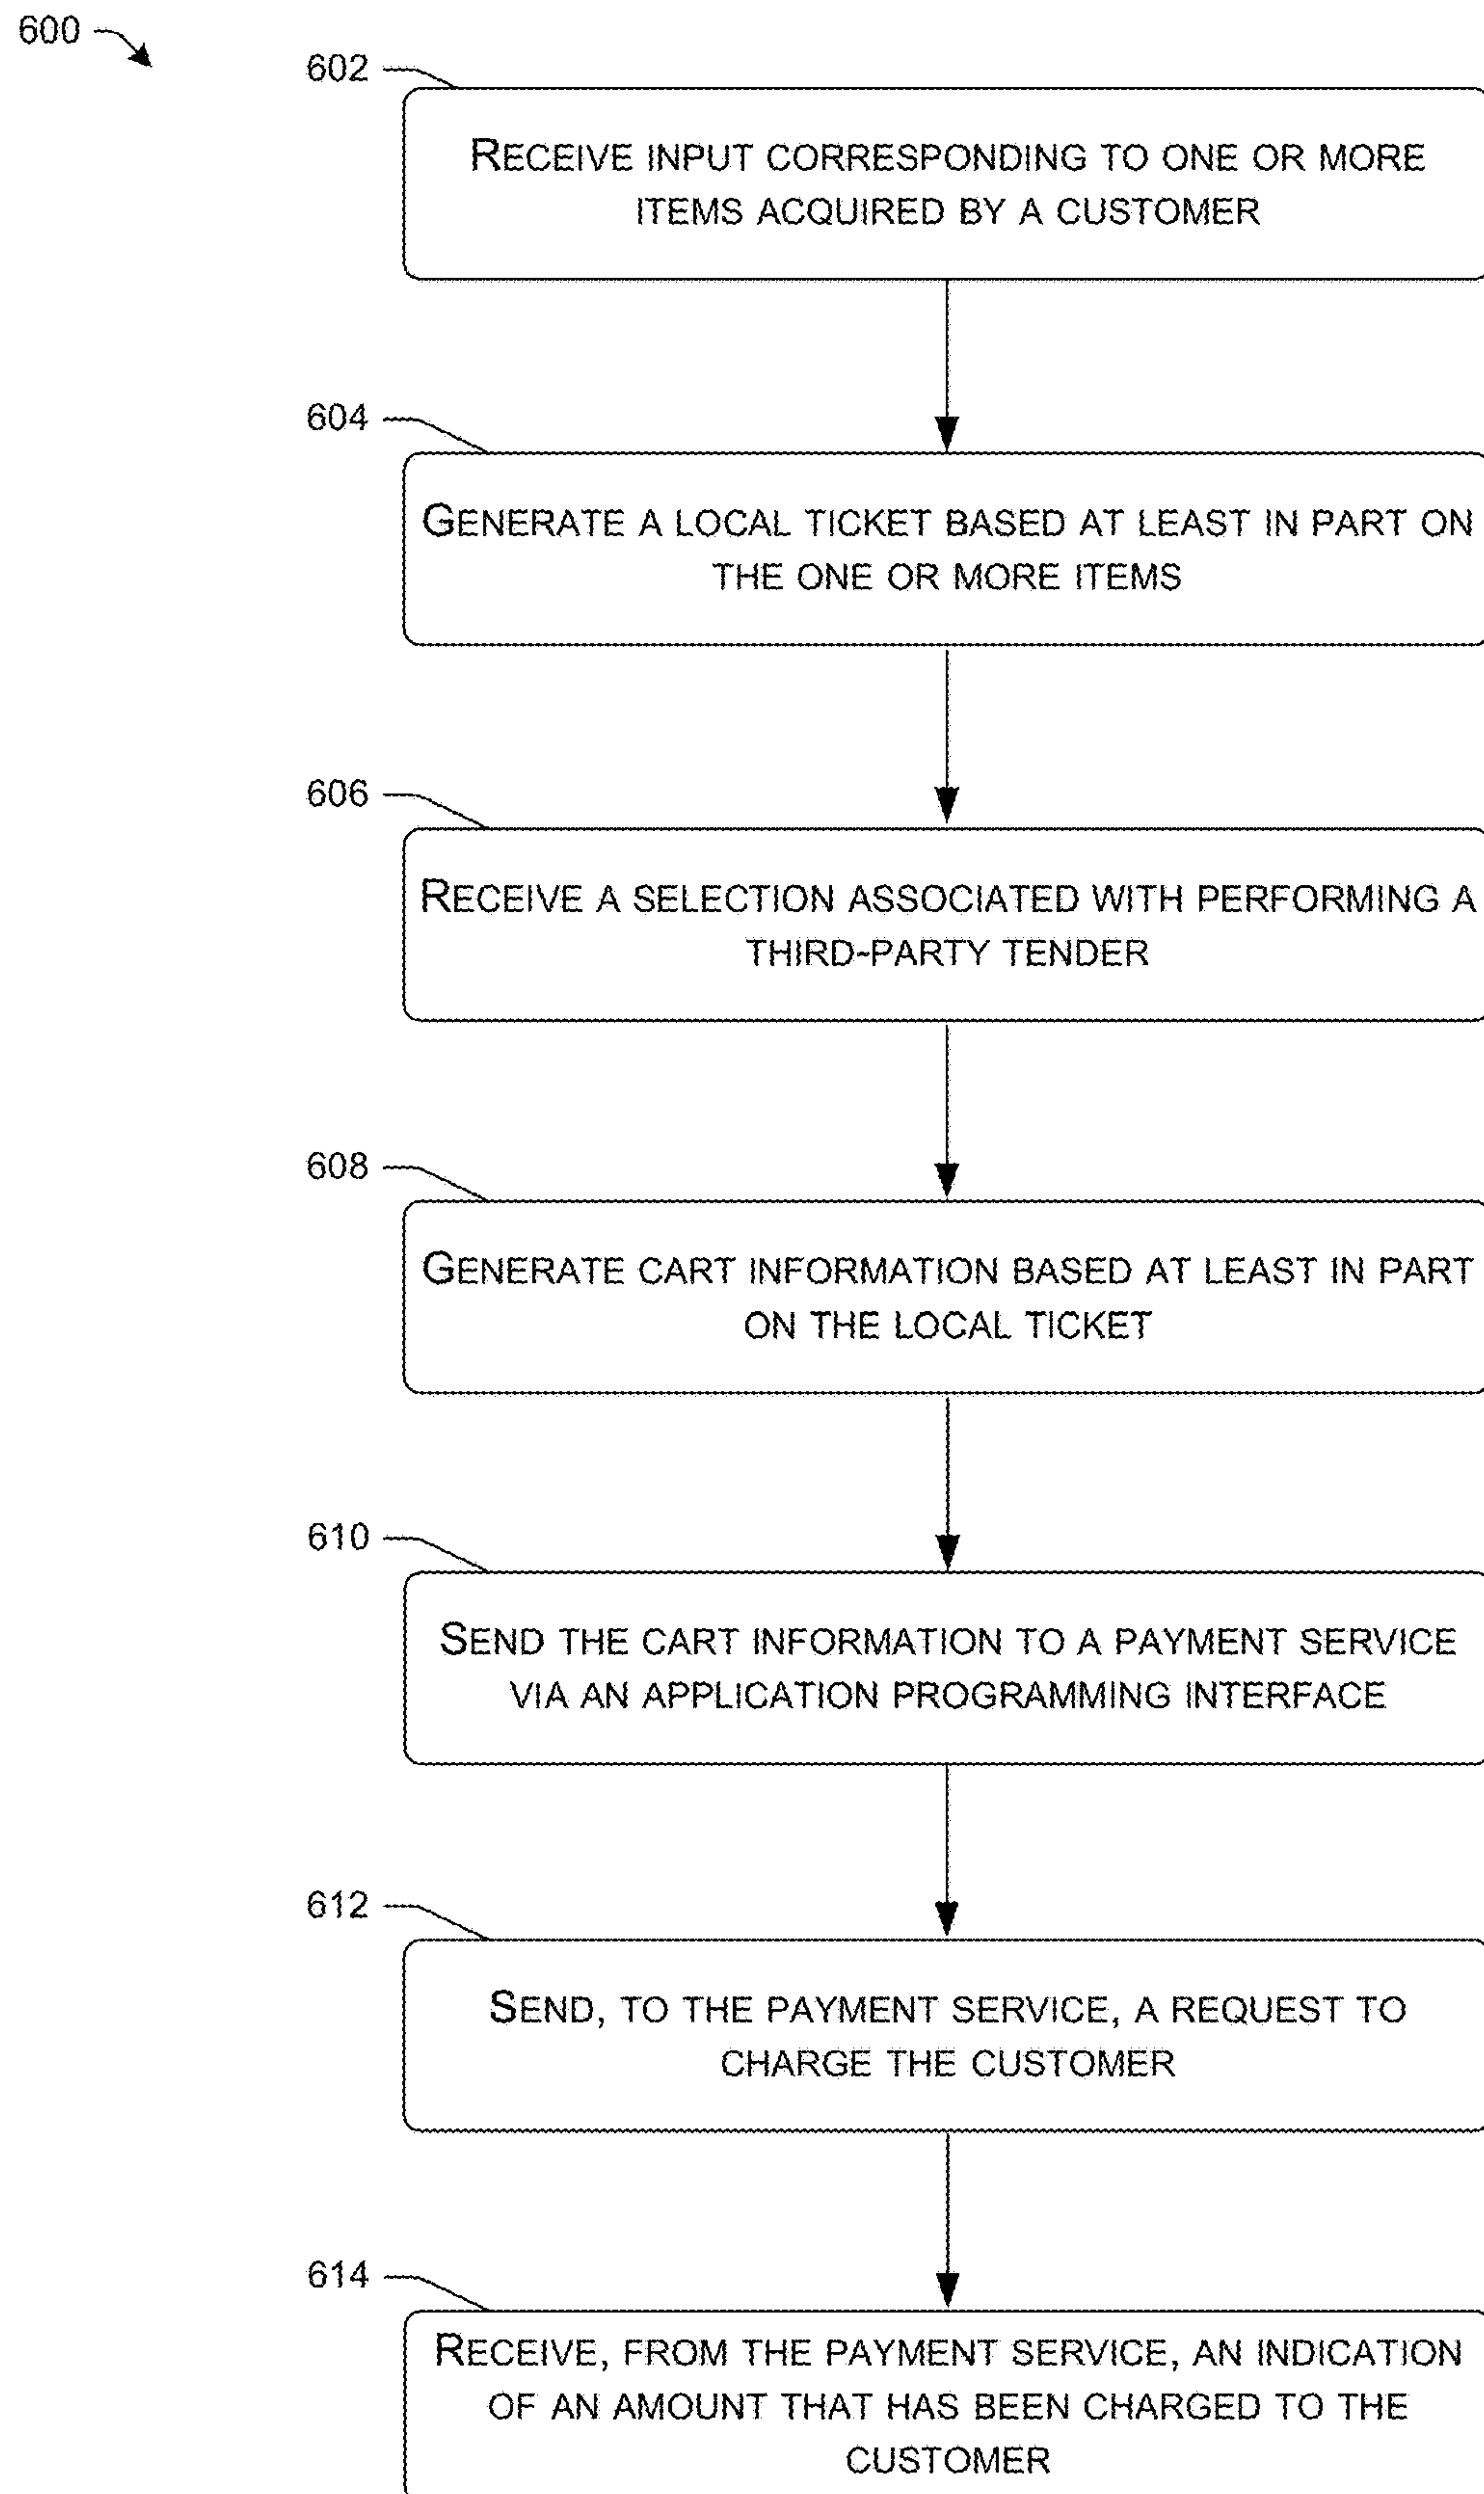 600
602
RECEIVE INPUT CORRESPONDING TO ONE OR MORE
ITEMS ACQUIRED BY A CUSTOMER
604
GENERATE A LOCAL TICKET BASED AT LEAST IN PART ON
THE ONE OR MORE ITEMS
606
RECEIVE A SELECTION ASSOCIATED WITH PERFORMING A
THIRD-PARTY TENDER
608
GENERATE CART INFORMATION BASED AT LEAST IN PART
ON THE LOCAL TICKET
610
SEND THE CART INFORMATION TO A PAYMENT SERVICE
VIA AN APPLICATION PROGRAMMING INTERFACE
612
SEND, TO THE PAYMENT SERVICE, A REQUEST TO
CHARGE THE CUSTOMER
614
RECEIVE, FROM THE PAYMENT SERVICE, AN INDICATION
OF AN AMOUNT THAT HAS BEEN CHARGED TO THE
CUSTOMER